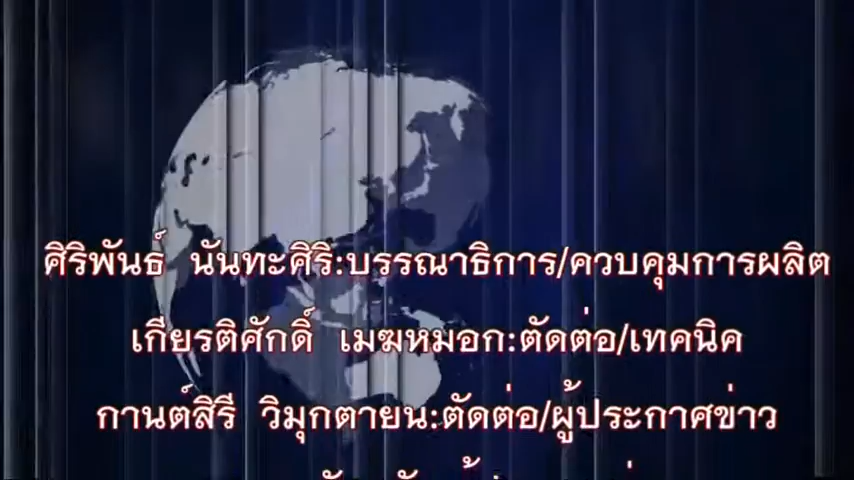 ศิริพันธ์ นันทะศิริ:บรรณาธิการ/ควบคุมการผลิต
เกียรติศักดิ์ เมฆหมอก:ตัดต่อ/เทคนิค
กานต์สิรี วิมุกตายน:ตัดต่อ/ผู้ประกาศข่าว